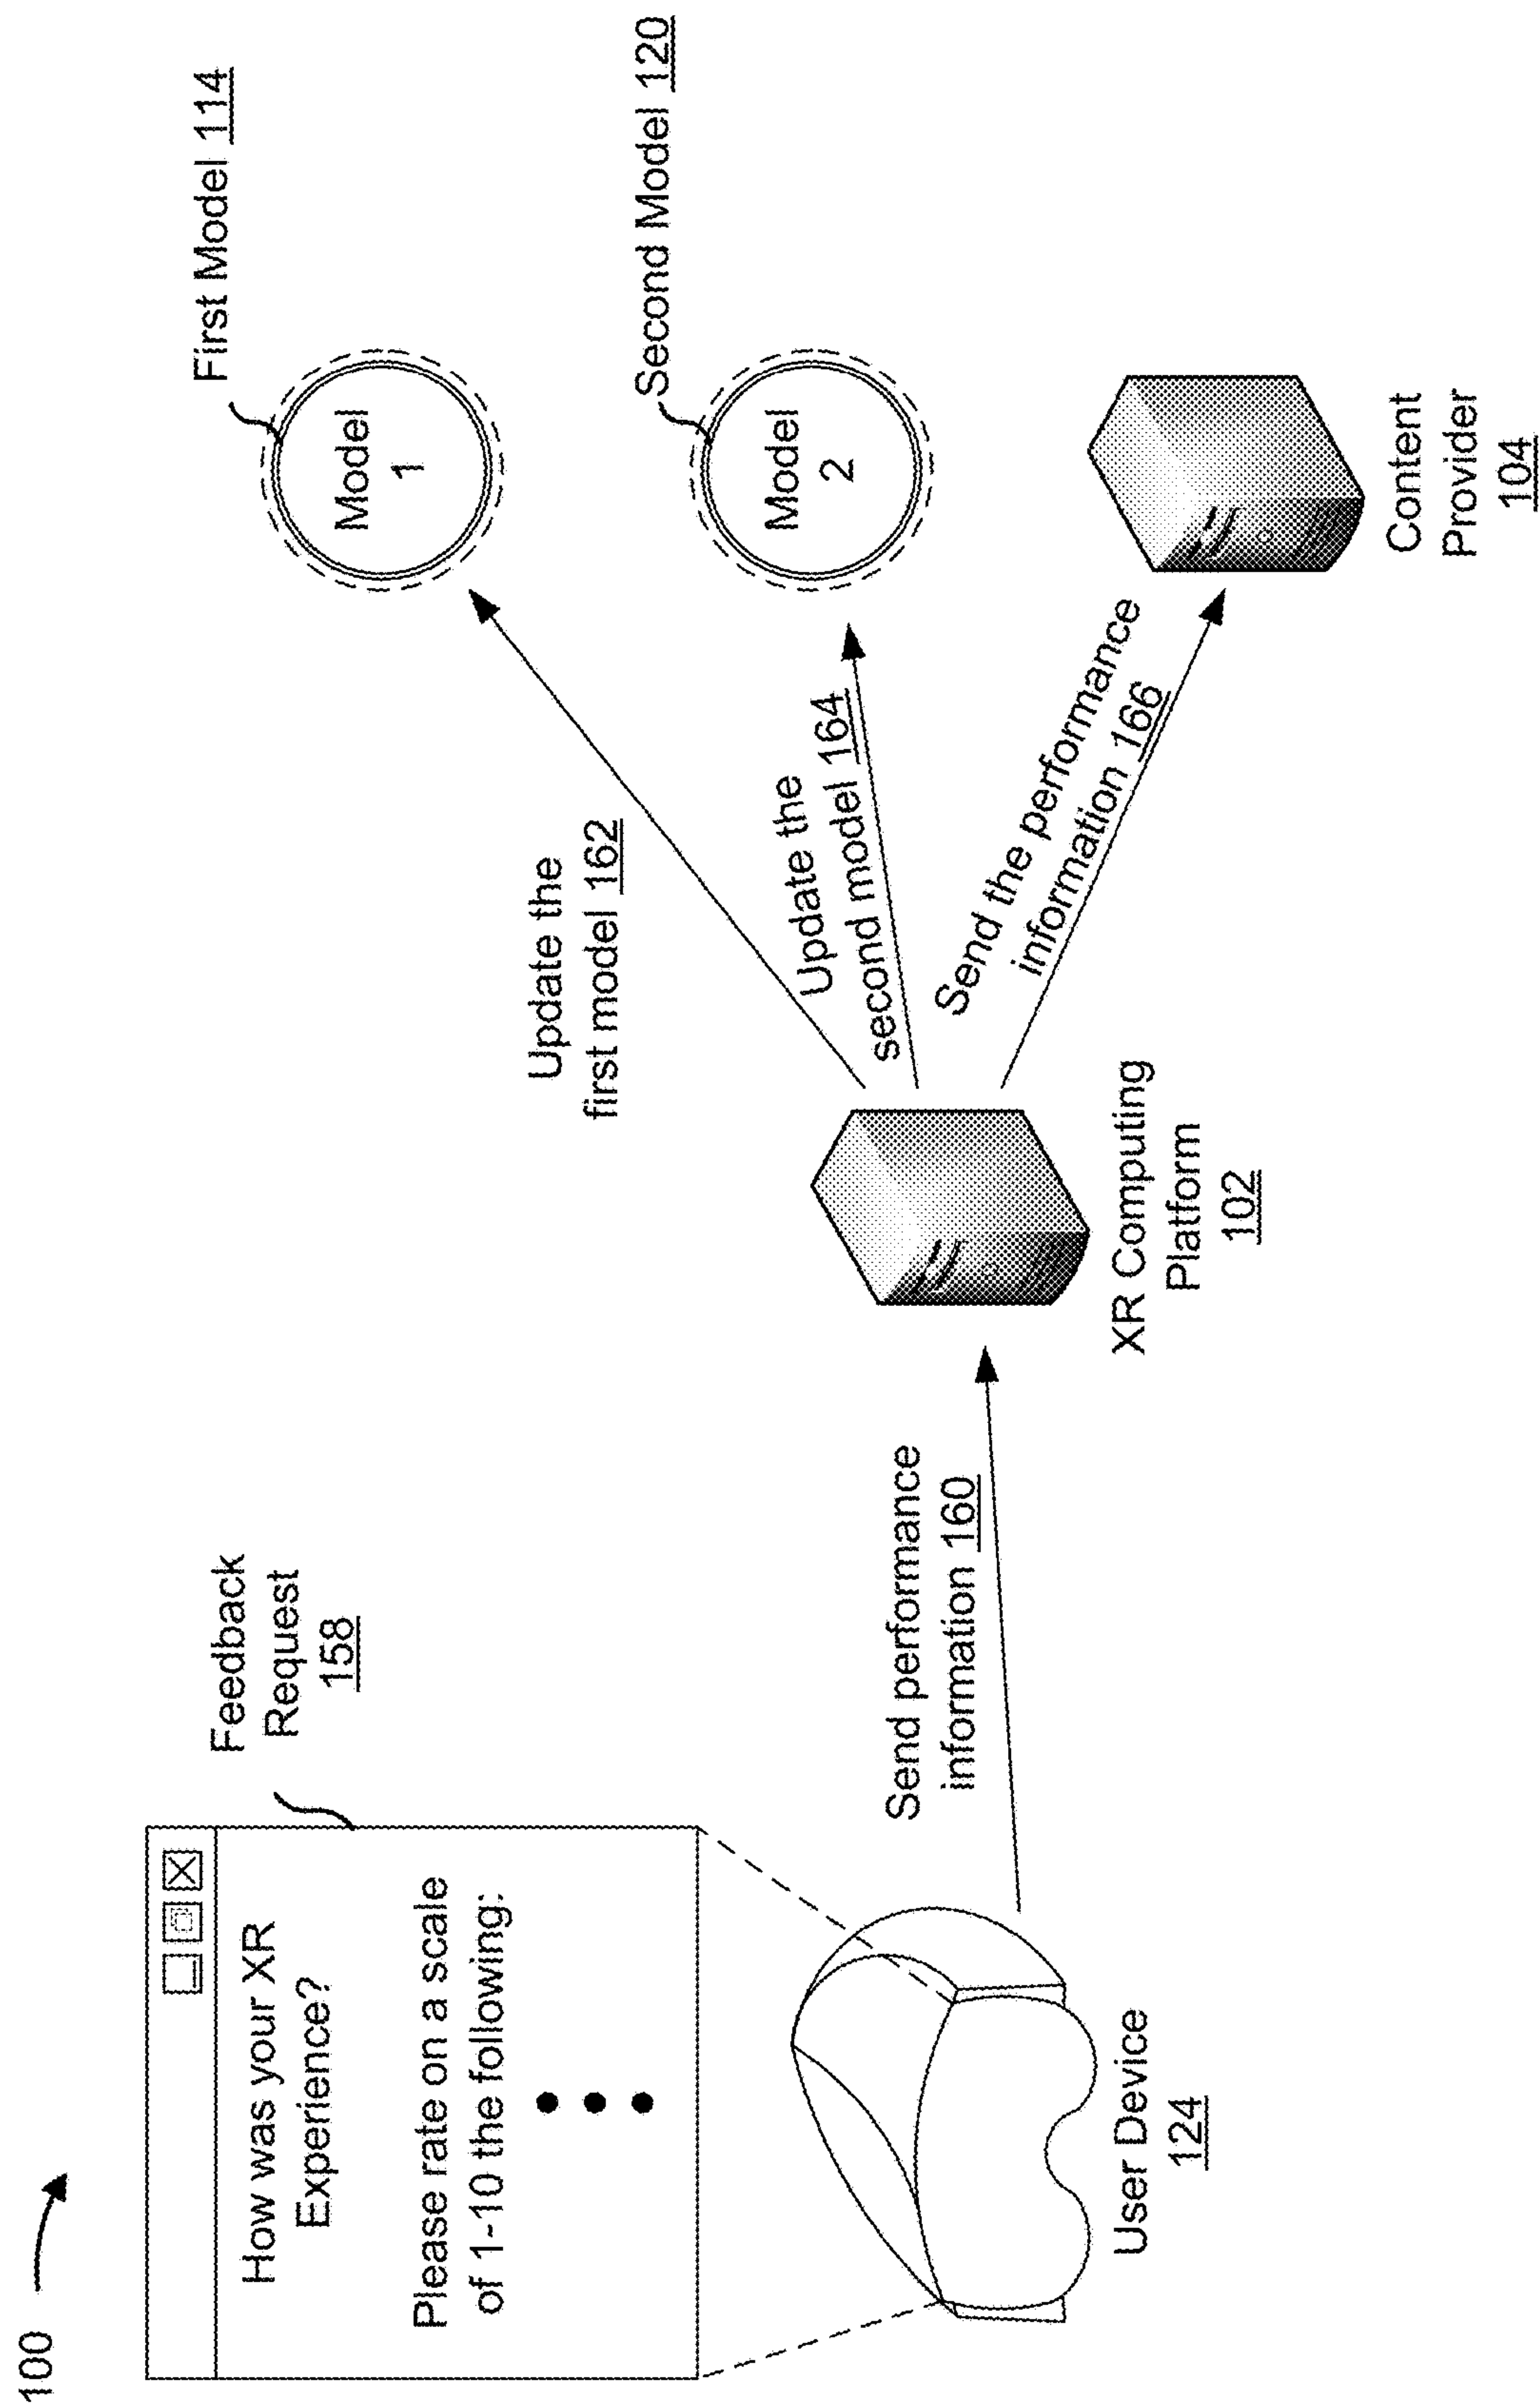 100
How was your XR
Experience?
Please rate on a scale
of 1-10 the following:
Feedback
Request
158
User Device
124
Send performance
information 160
XR Computing
Platform
102
Update the
first model 162
Update the
second model 164
Send the performance
information 166
First Model 114
Model
1
Second Model 120
Model
2
Content
Provider
104